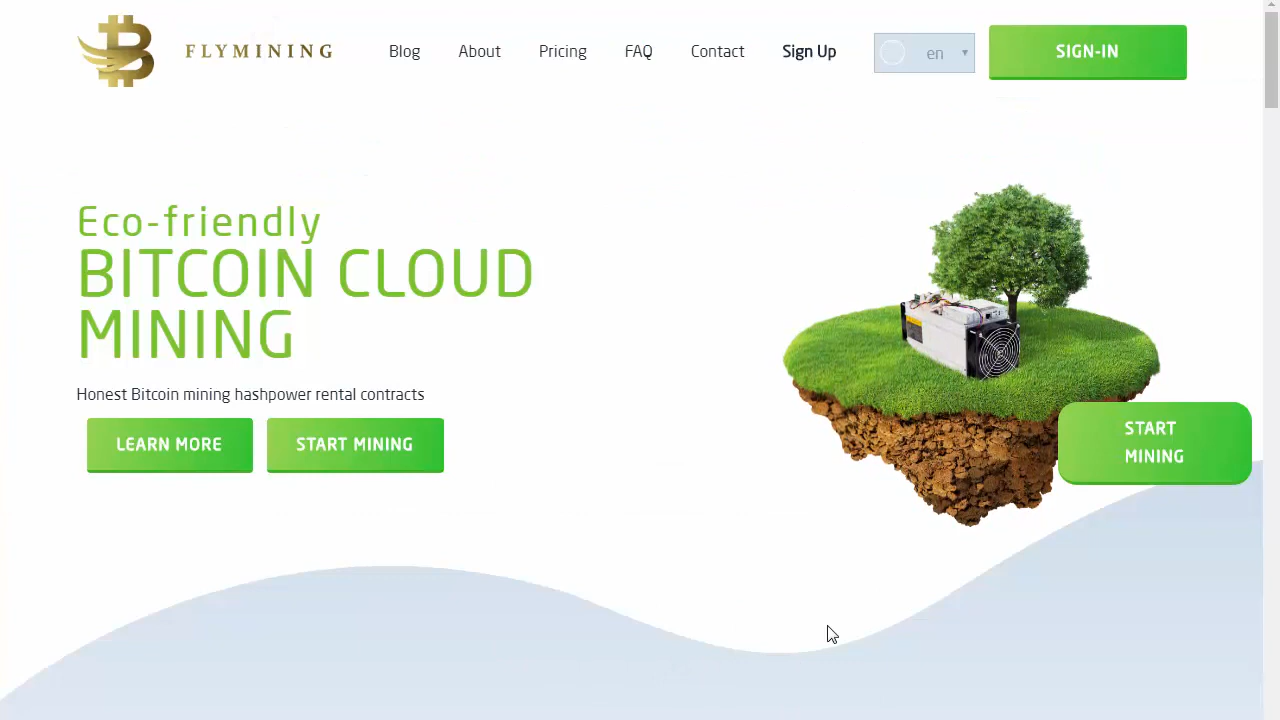 FLYMINING
Blog
About
Pricing
FAQ
Contact
Sign Up
en
SIGN-IN
Eco-friendly
BITCOIN CLOUD
MINING
Honest Bitcoin mining hashpower rental contracts
LEARN MORE
START MINING
START
MINING